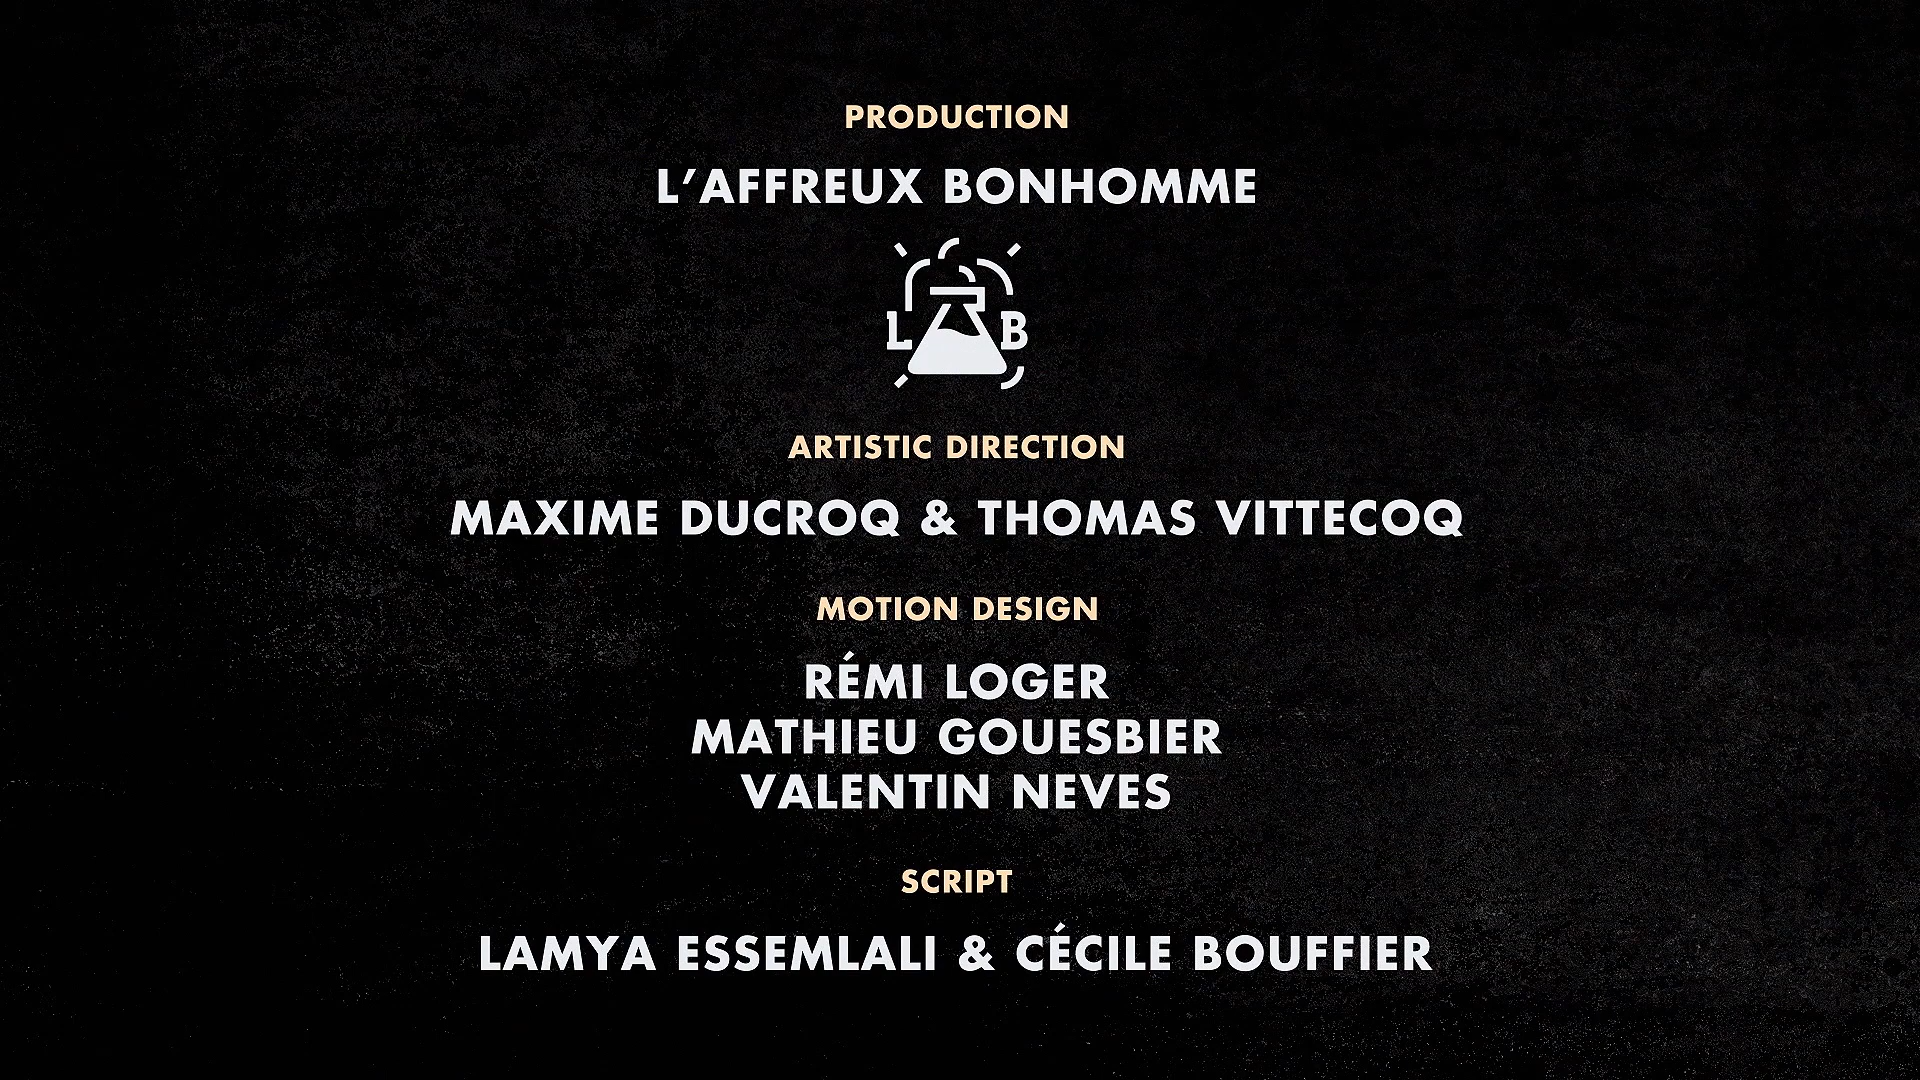 PRODUCTION
L’AFFREUX BONHOMME
L B
ARTISTIC DIRECTION
MAXIME DUCROQ & THOMAS VITTECOQ
MOTION DESIGN
RÉMI LOGER
MATHIEU GOUESBIER
VALENTIN NEVES
SCRIPT
LAMYA ESSEMLALI & CÉCILE BOUFFIER